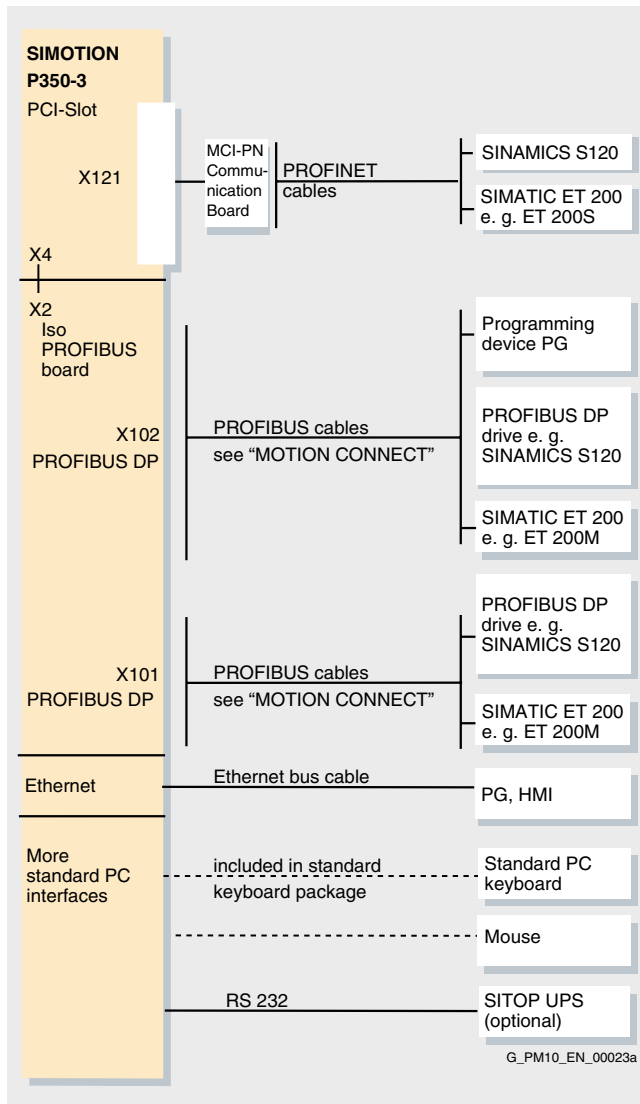 SIMOTION
P350-3
PCI-Slot
X121
MCI-PN
Commu-
nication
Board
PROFINET
cables
SINAMICS S120
SIMATIC ET 200
e. g. ET 200S
X4
X2
Iso
PROFIBUS
board
X102
PROFIBUS DP
PROFIBUS cables
see “MOTION CONNECT”
Programming
device PG
PROFIBUS DP
drive e. g.
SINAMICS S120
SIMATIC ET 200
e. g. ET 200M
X101
PROFIBUS DP
PROFIBUS cables
see “MOTION CONNECT”
PROFIBUS DP
drive e. g.
SINAMICS S120
SIMATIC ET 200
e. g. ET 200M
Ethernet
Ethernet bus cable
PG, HMI
More
standard PC
interfaces
included in standard
keyboard package
Standard PC
keyboard
Mouse
RS 232
SITOP UPS
(optional)
G_PM10_EN_00023a